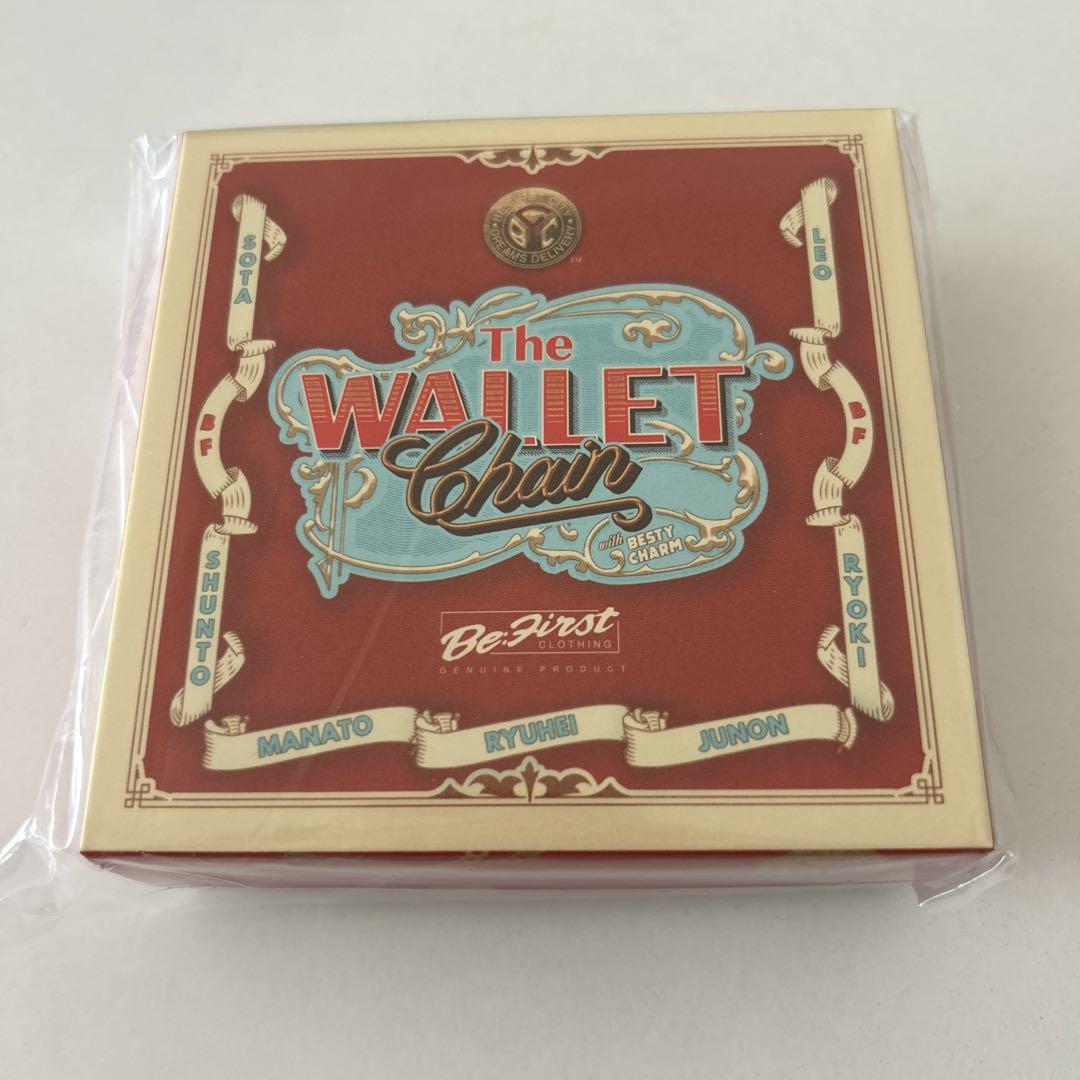 DREAMS DELIVERY
TM
SOTA
BF
SHUNTO
LEO
BF
RYOKI
The
WALLET
Chain
with BESTY
CHARM
Be:First
CLOTHING
GENUINE PRODUCT
MANATO
RYUHEI
JUNON